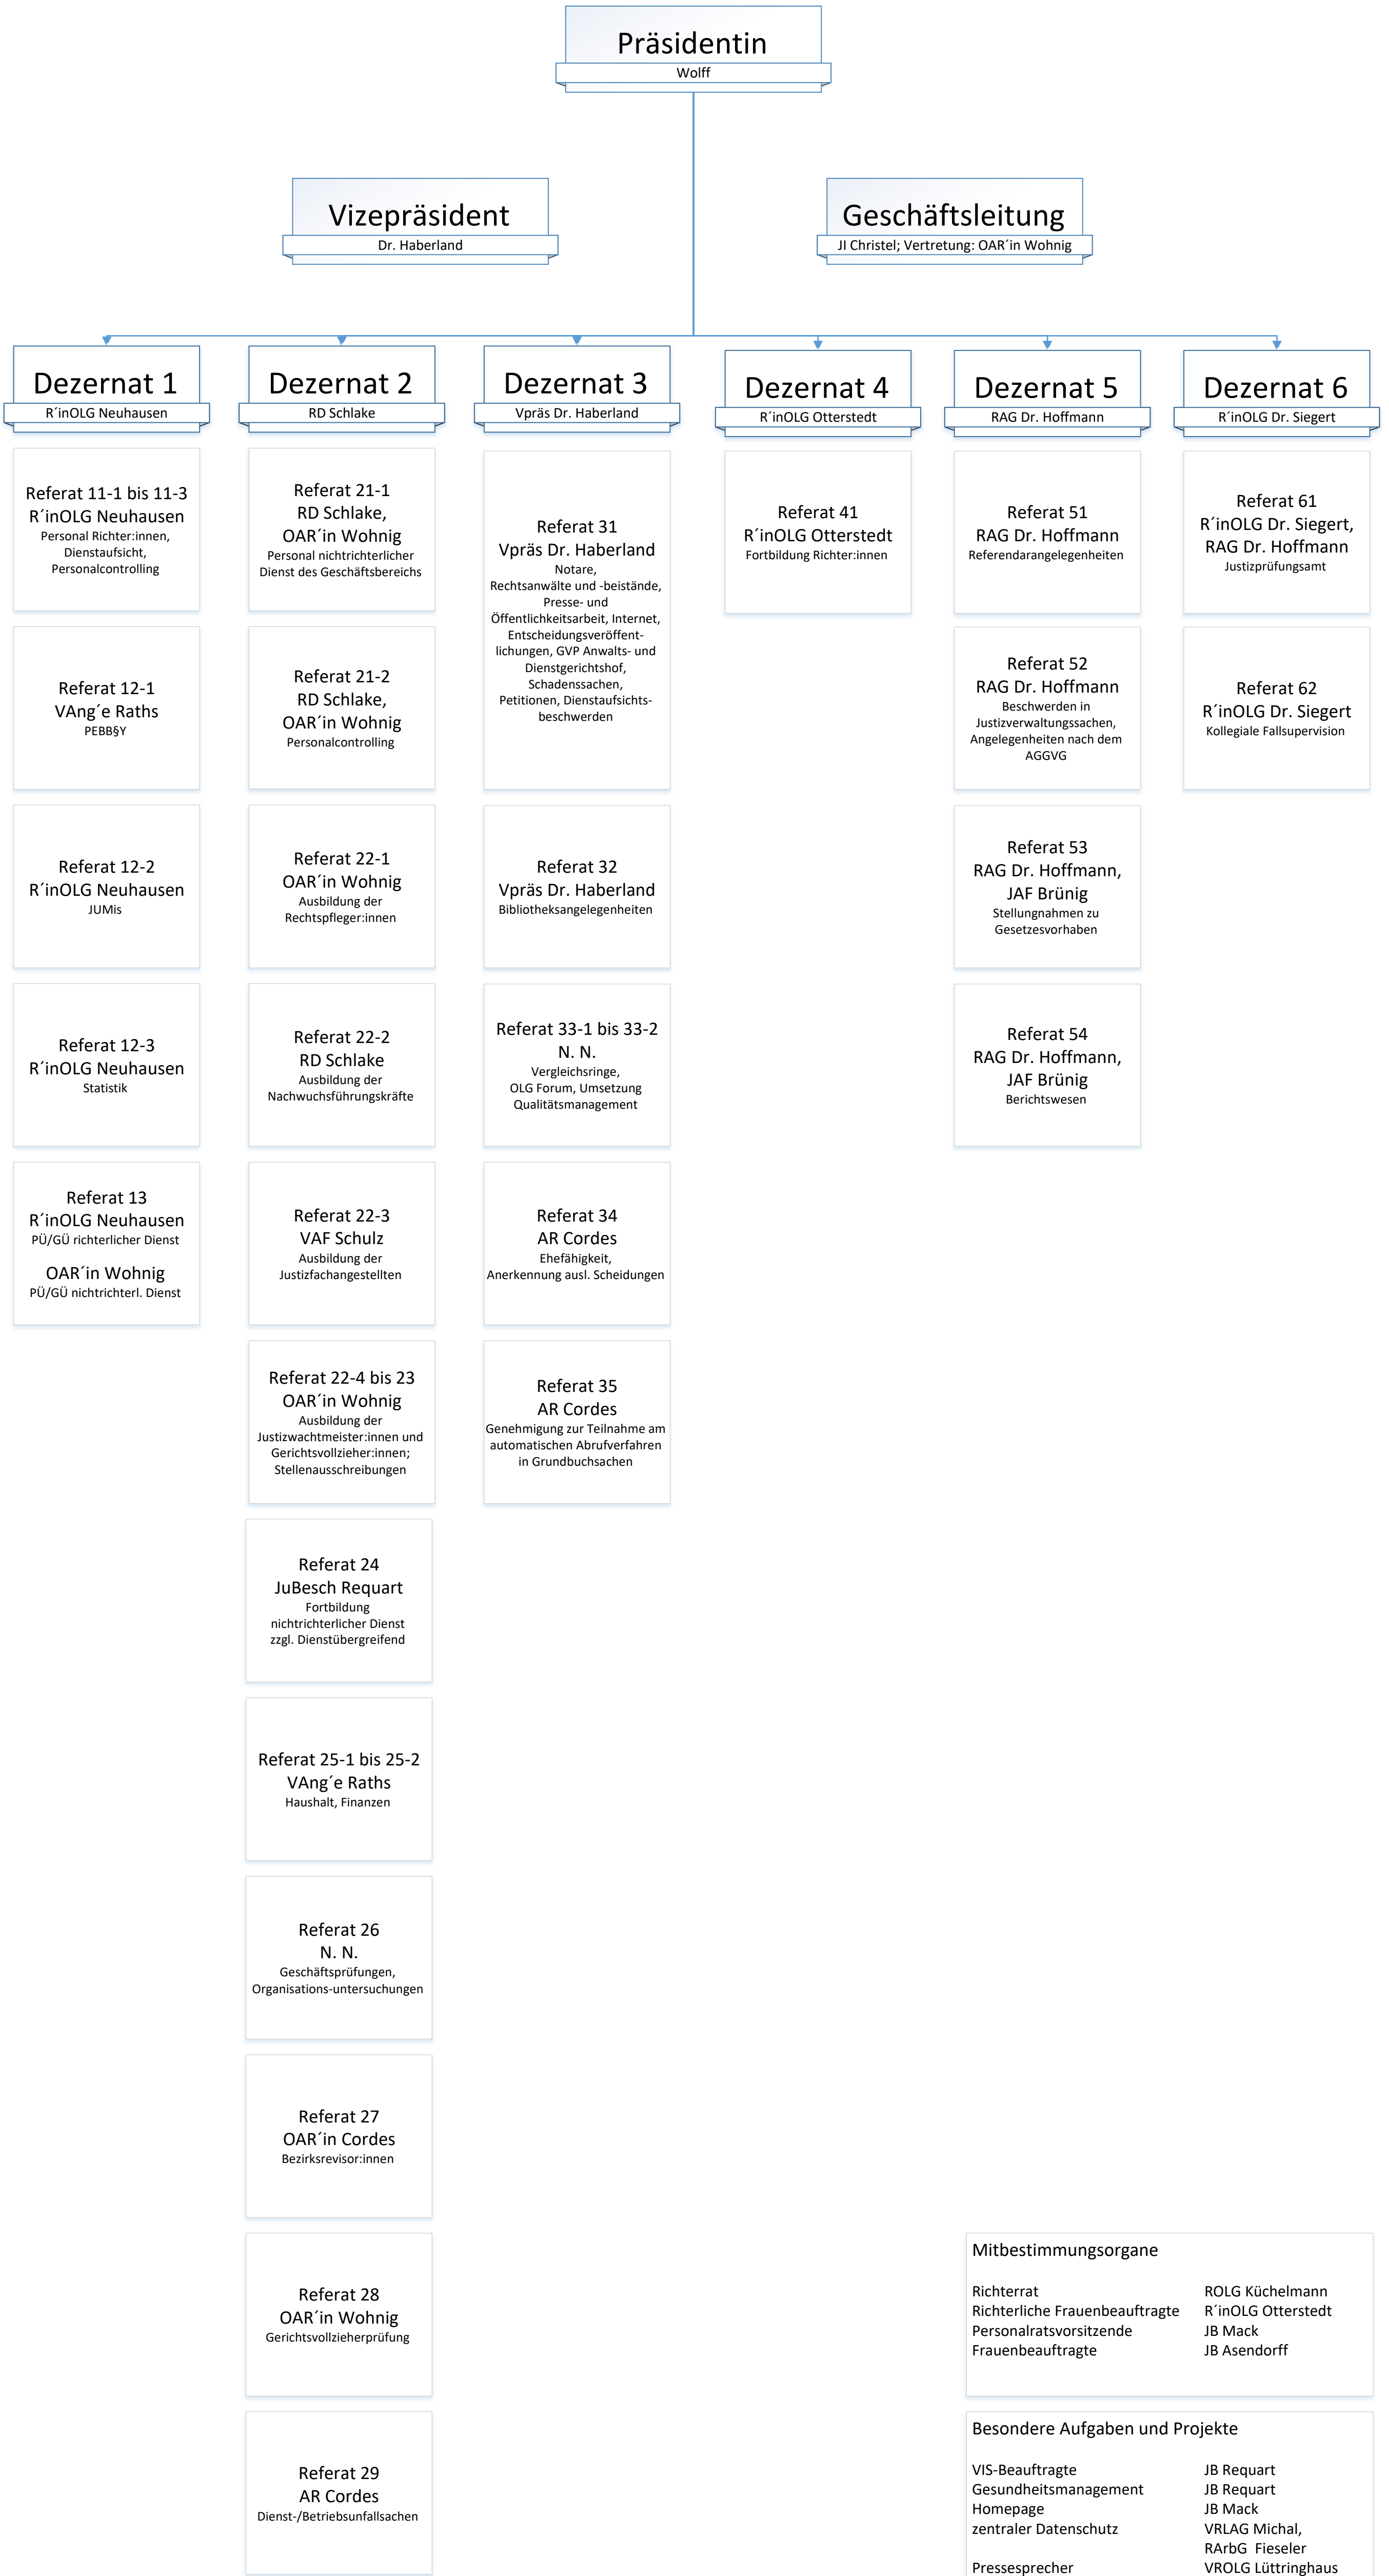 Präsidentin
Wolff
Vizepräsident
Dr. Haberland
Geschäftsleitung
JI Christel; Vertretung: OAR´in Wohnig
Dezernat 1
R´inOLG Neuhausen
Referat 11-1 bis 11-3
R´inOLG Neuhausen
Personal Richter:innen,
Dienstaufsicht,
Personalcontrolling
Referat 12-1
VAng´e Raths
PEBB§Y
Referat 12-2
R´inOLG Neuhausen
JUMis
Referat 12-3
R´inOLG Neuhausen
Statistik
Referat 13
R´inOLG Neuhausen
PÜ/GÜ richterlicher Dienst
OAR´in Wohnig
PÜ/GÜ nichtrichterl. Dienst
Dezernat 2
RD Schlake
Referat 21-1
RD Schlake,
OAR´in Wohnig
Personal nichtrichterlicher
Dienst des Geschäftsbereichs
Referat 21-2
RD Schlake,
OAR´in Wohnig
Personalcontrolling
Referat 22-1
OAR´in Wohnig
Ausbildung der
Rechtspfleger:innen
Referat 22-2
RD Schlake
Ausbildung der
Nachwuchsführungskräfte
Referat 22-3
VAF Schulz
Ausbildung der
Justizfachangestellten
Referat 22-4 bis 23
OAR´in Wohnig
Ausbildung der
Justizwachtmeister:innen und
Gerichtsvollzieher:innen;
Stellenausschreibungen
Referat 24
JuBesch Requart
Fortbildung
nichtrichterlicher Dienst
zzgl. Dienstübergreifend
Referat 25-1 bis 25-2
VAng´e Raths
Haushalt, Finanzen
Referat 26
N. N.
Geschäftsprüfungen,
Organisations-untersuchungen
Referat 27
OAR´in Cordes
Bezirksrevisor:innen
Referat 28
OAR´in Wohnig
Gerichtsvollzieherprüfung
Referat 29
AR Cordes
Dienst-/Betriebsunfallsachen
Dezernat 3
Vpräs Dr. Haberland
Referat 31
Vpräs Dr. Haberland
Notare,
Rechtsanwälte und -beistände,
Presse- und
Öffentlichkeitsarbeit, Internet,
Entscheidungsveröffent-
lichungen, GVP Anwalts- und
Dienstgerichtshof,
Schadenssachen,
Petitionen, Dienstaufsichts-
beschwerden
Referat 32
Vpräs Dr. Haberland
Bibliotheksangelegenheiten
Referat 33-1 bis 33-2
N. N.
Vergleichsringe,
OLG Forum, Umsetzung
Qualitätsmanagement
Referat 34
AR Cordes
Ehefähigkeit,
Anerkennung ausl. Scheidungen
Referat 35
AR Cordes
Genehmigung zur Teilnahme am
automatischen Abrufverfahren
in Grundbuchsachen
Dezernat 4
R´inOLG Otterstedt
Referat 41
R´inOLG Otterstedt
Fortbildung Richter:innen
Dezernat 5
RAG Dr. Hoffmann
Referat 51
RAG Dr. Hoffmann
Referendarangelegenheiten
Referat 52
RAG Dr. Hoffmann
Beschwerden in
Justizverwaltungssachen,
Angelegenheiten nach dem
AGGVG
Referat 53
RAG Dr. Hoffmann,
JAF Brünig
Stellungnahmen zu
Gesetzesvorhaben
Referat 54
RAG Dr. Hoffmann,
JAF Brünig
Berichtswesen
Dezernat 6
R´inOLG Dr. Siegert
Referat 61
R´inOLG Dr. Siegert,
RAG Dr. Hoffmann
Justizprüfungsamt
Referat 62
R´inOLG Dr. Siegert
Kollegiale Fallsupervision
Mitbestimmungsorgane
Richterrat ROLG Küchelmann
Richterliche Frauenbeauftragte R´inOLG Otterstedt
Personalratsvorsitzende JB Mack
Frauenbeauftragte JB Asendorff
Besondere Aufgaben und Projekte
VIS-Beauftragte JB Requart
Gesundheitsmanagement JB Requart
Homepage JB Mack
zentraler Datenschutz VRLAG Michal,
RArbG Fieseler
Pressesprecher VROLG Lüttringhaus